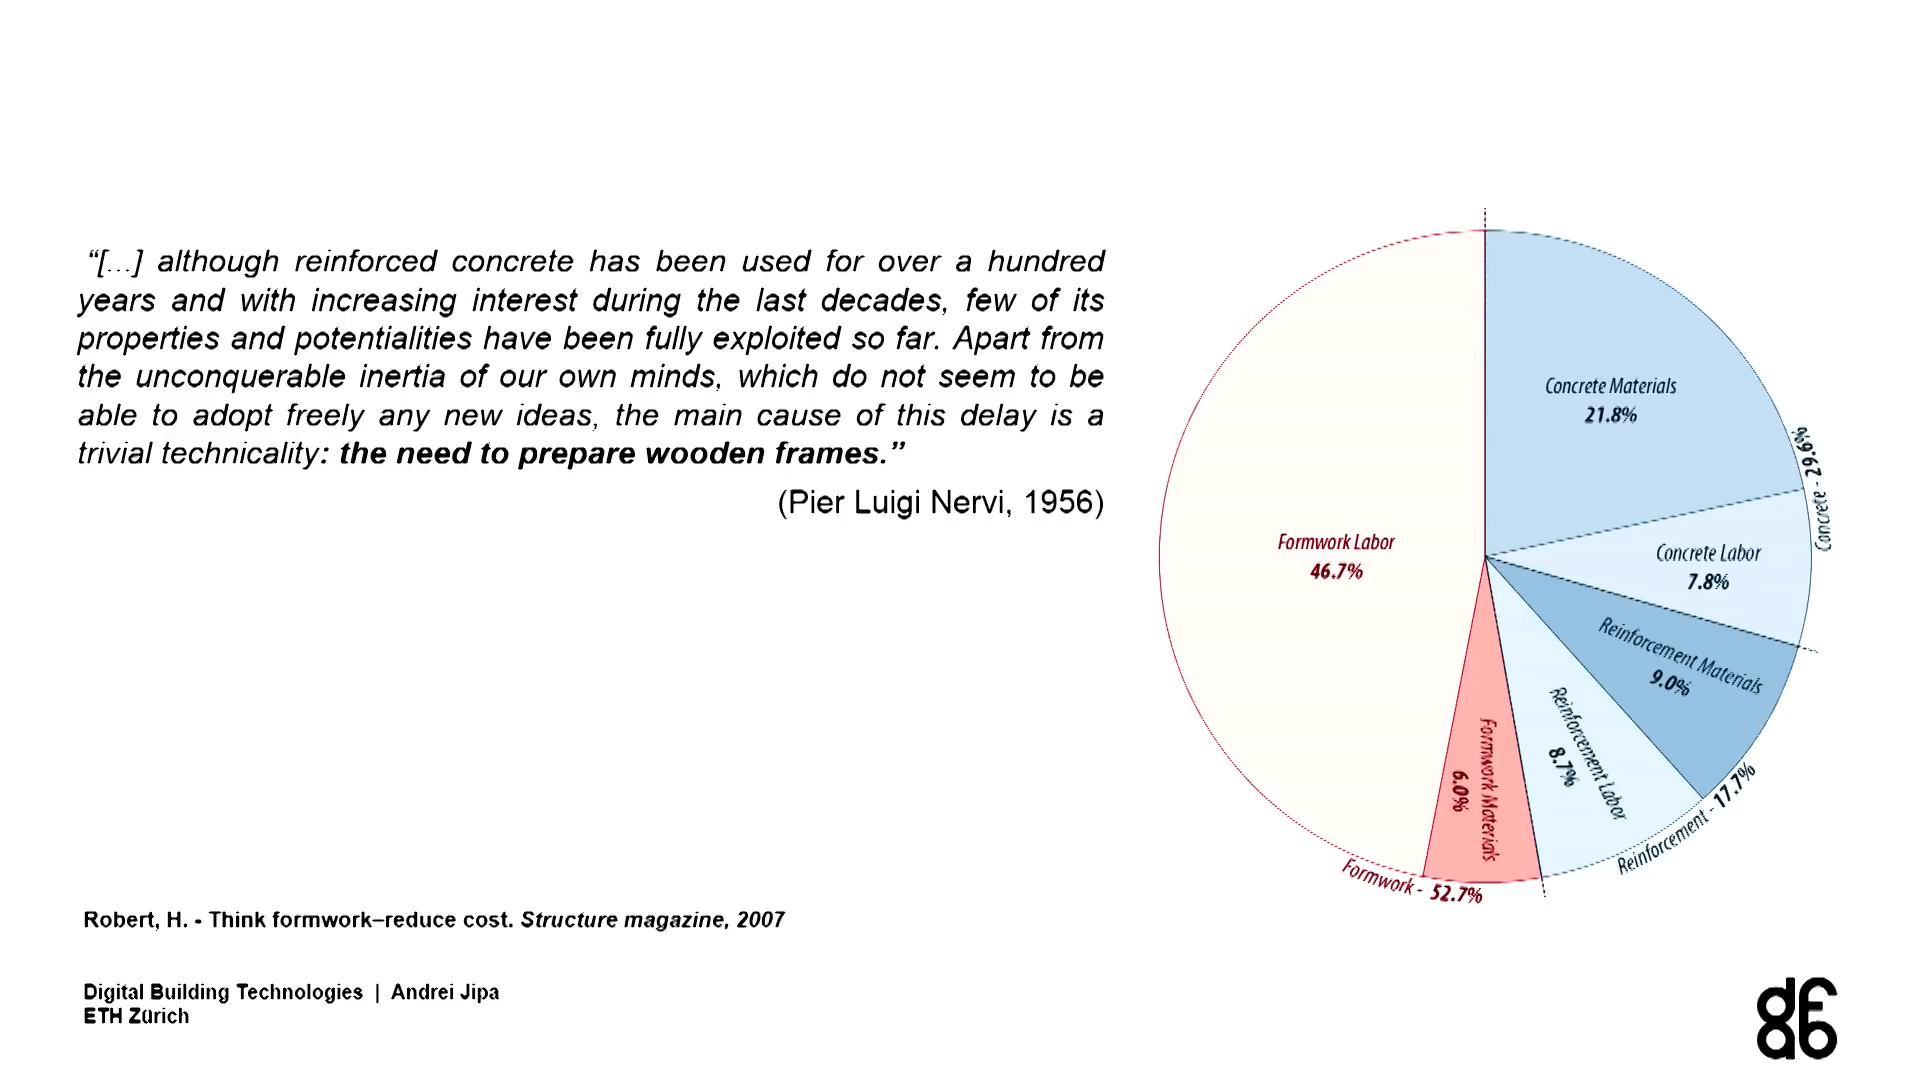 “[...] although reinforced concrete has been used for over a hundred
years and with increasing interest during the last decades, few of its
properties and potentialities have been fully exploited so far. Apart from
the unconquerable inertia of our own minds, which do not seem to be
able to adopt freely any new ideas, the main cause of this delay is a
trivial technicality: the need to prepare wooden frames.”
(Pier Luigi Nervi, 1956)
Concrete Materials
21.8%
Concrete - 29.6%
Concrete Labor
7.8%
Reinforcement Materials
9.0%
Reinforcement Labor
8.7%
Reinforcement - 17.7%
Formwork Materials
6.0%
Formwork - 52.7%
Formwork Labor
46.7%
Robert, H. - Think formwork–reduce cost. Structure magazine, 2007
Digital Building Technologies | Andrei Jipa
ETH Zürich